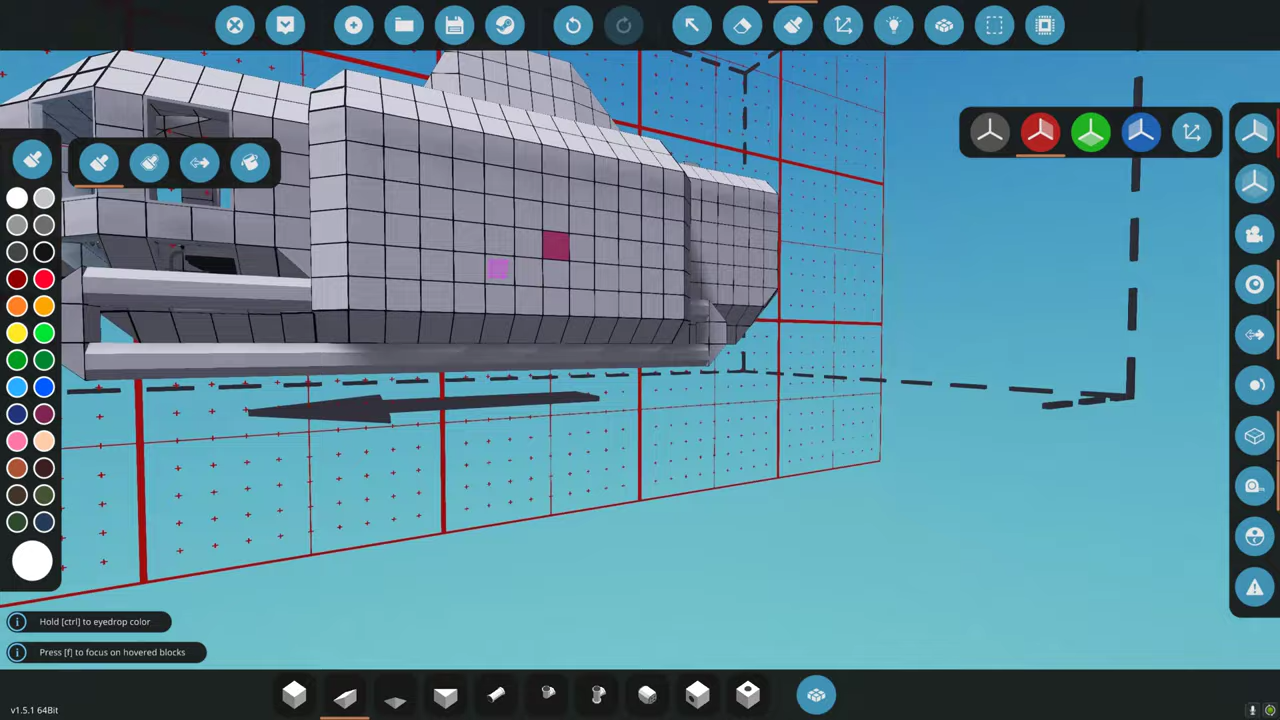 Hold [ctrl] to eyedrop color
Press [f] to focus on hovered blocks
v1.5.1 64Bit